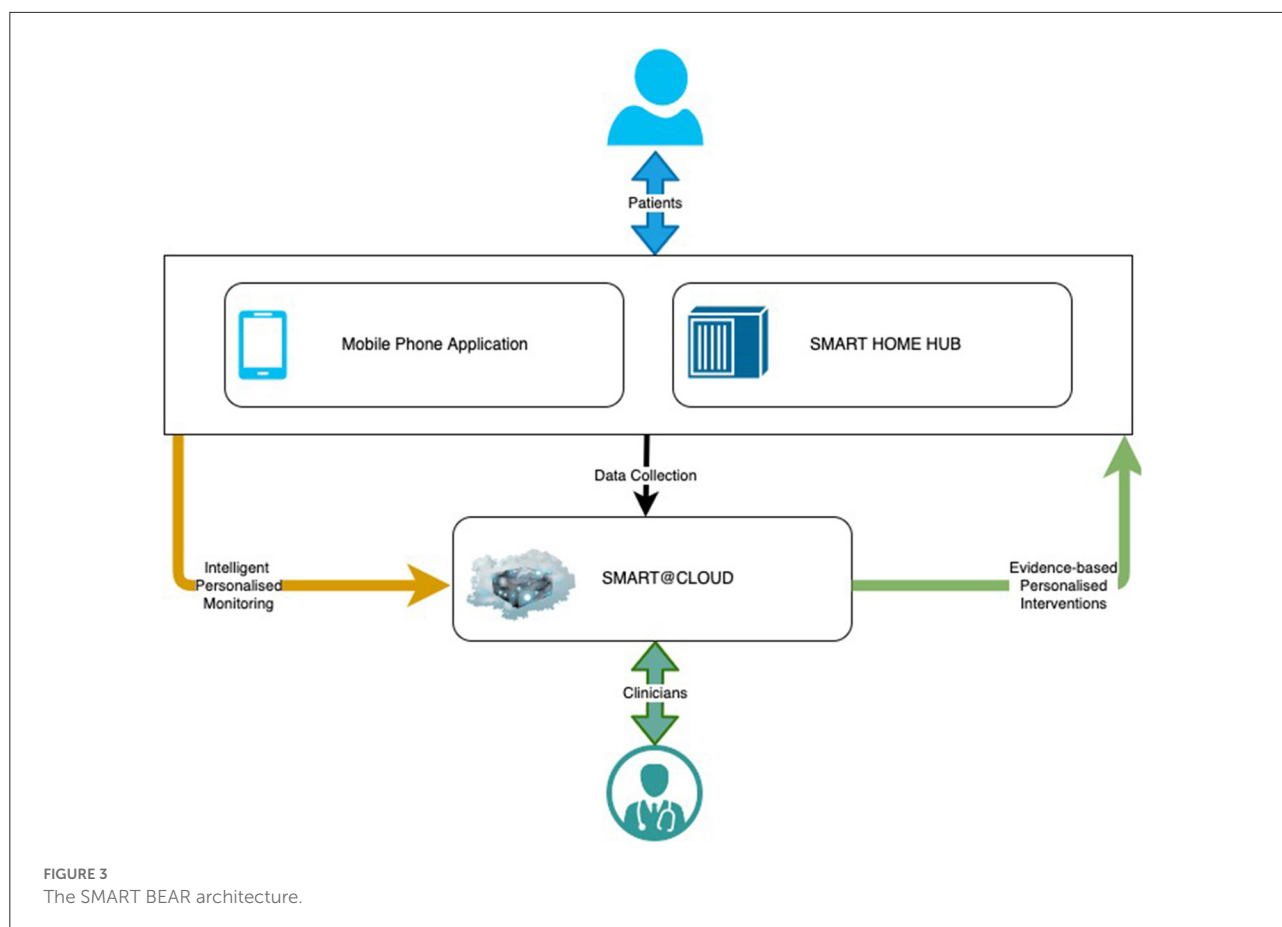 Patients
Mobile Phone Application
SMART HOME HUB
Data Collection
Intelligent
Personalised
Monitoring
SMART@CLOUD
Evidence-based
Personalised
Interventions
Clinicians
FIGURE 3
The SMART BEAR architecture.